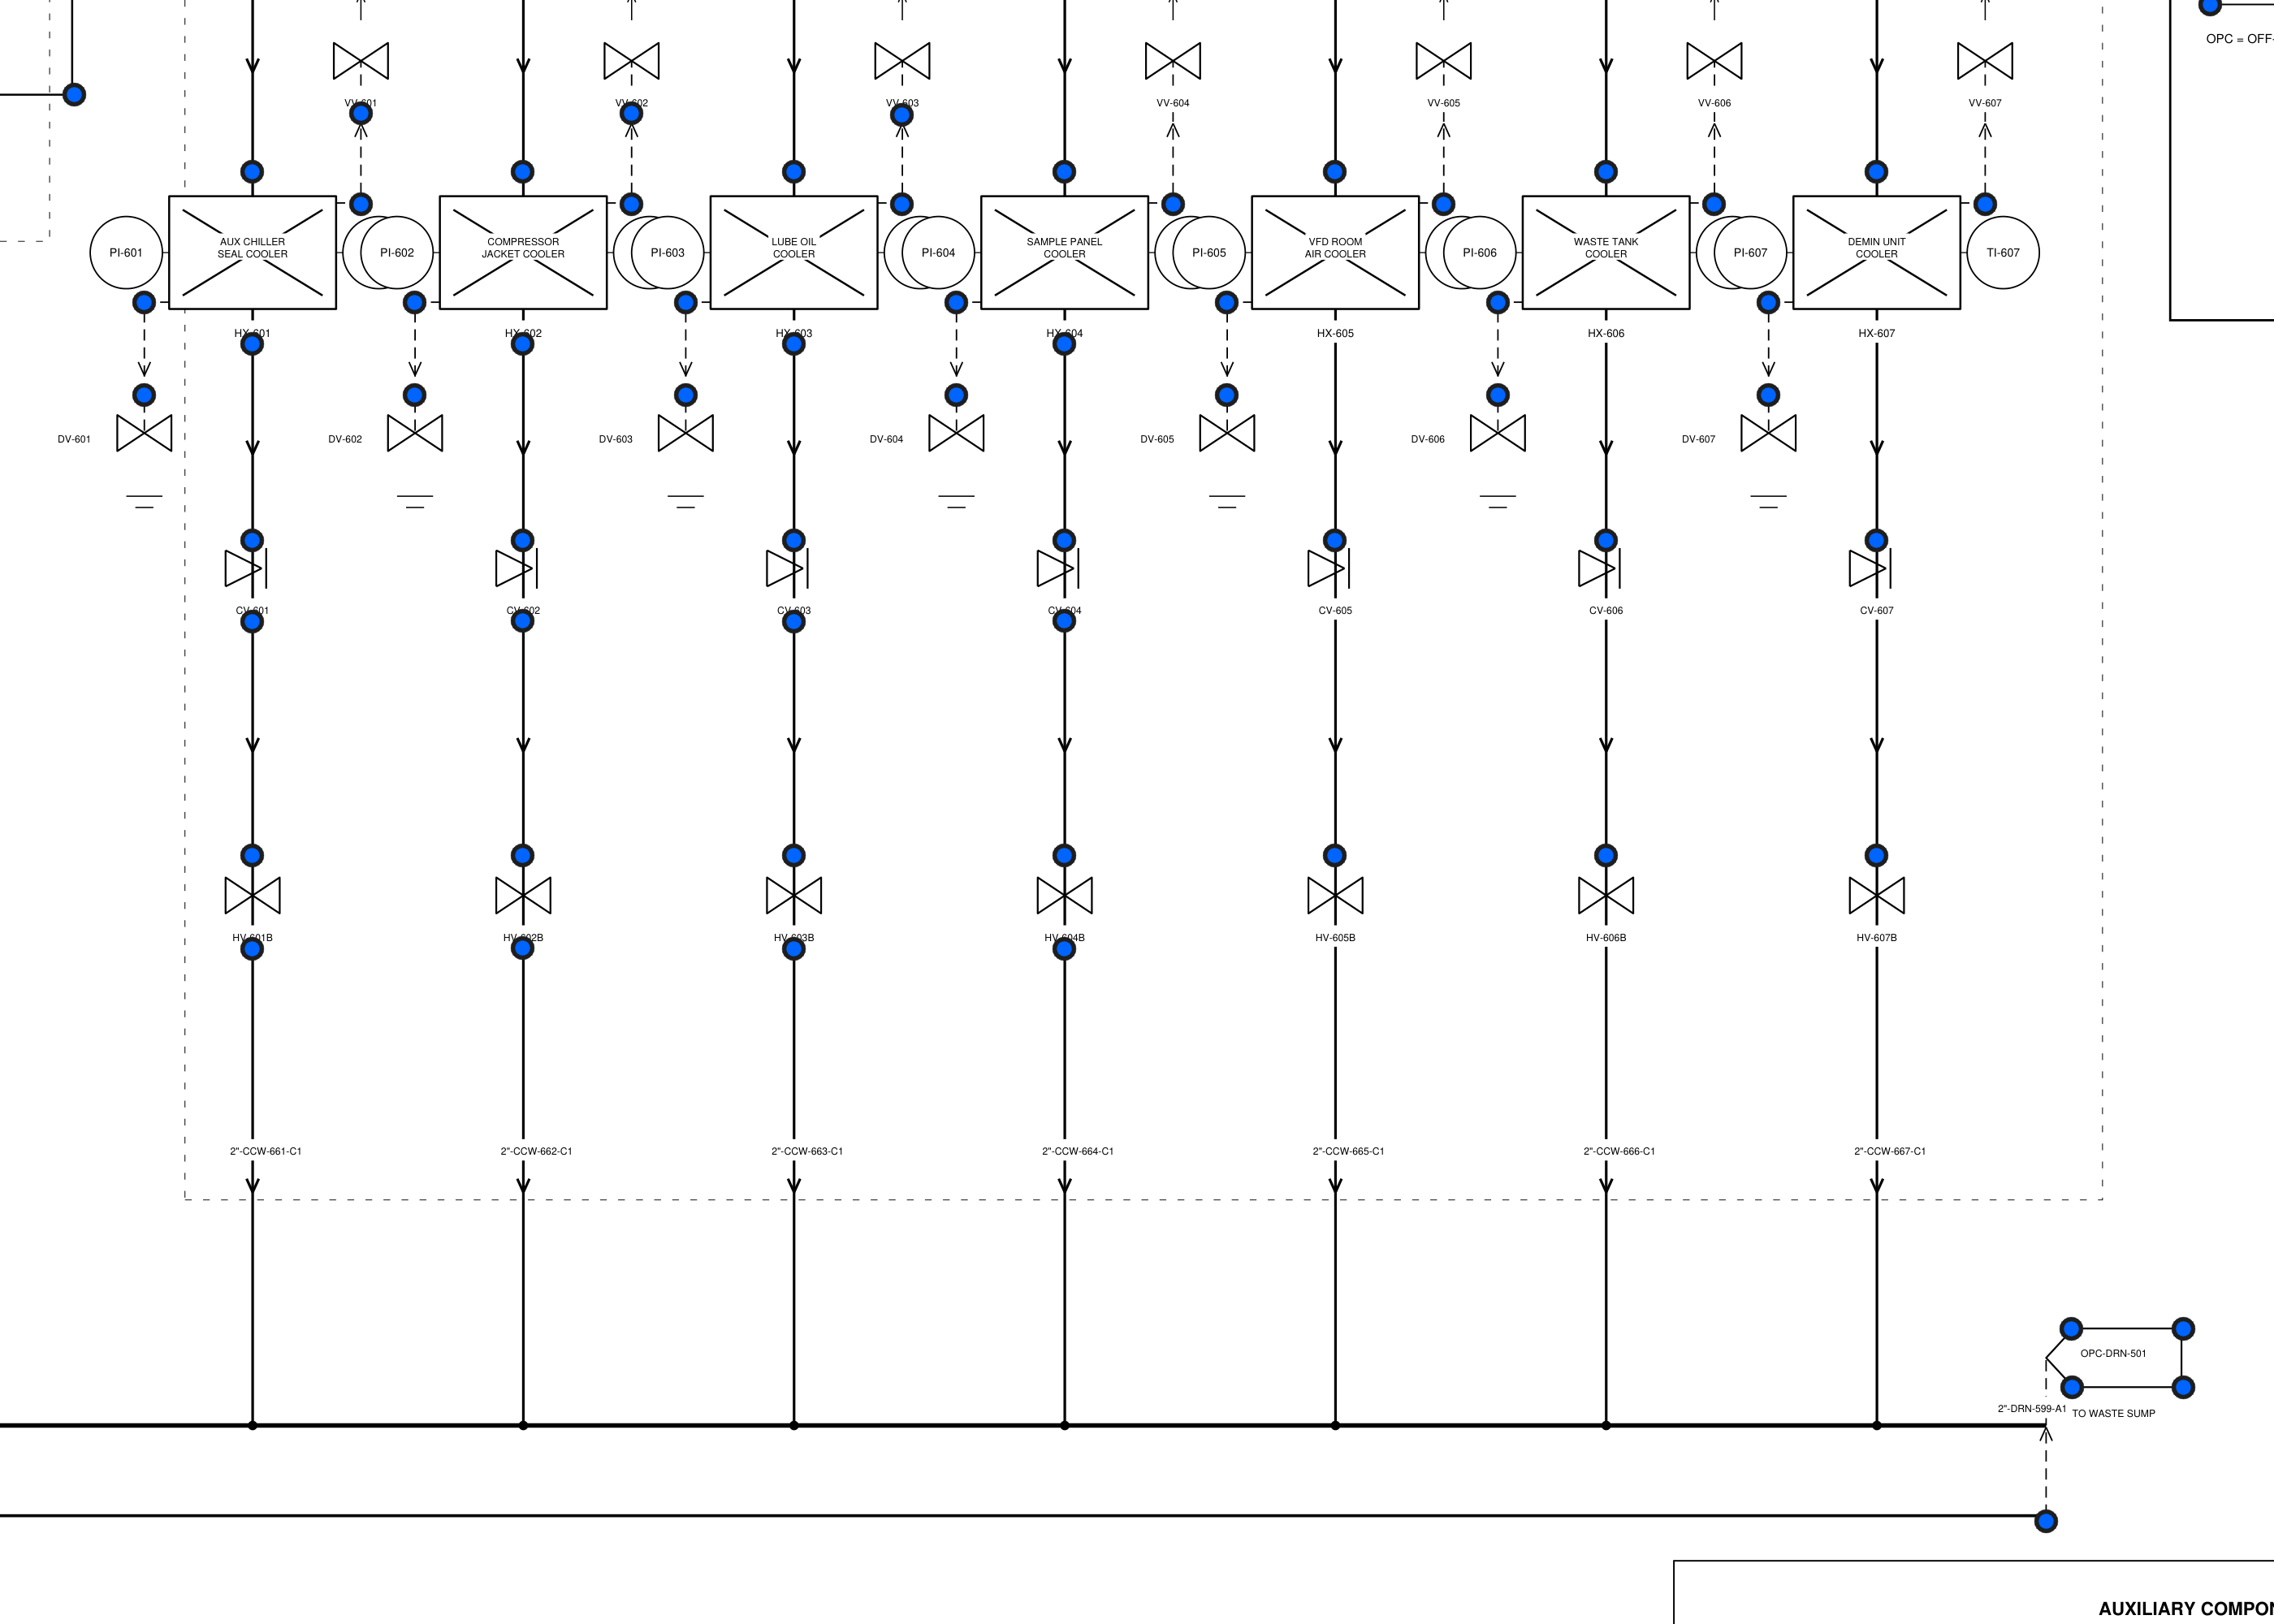 OPC = OFF-
VV-601
VV-602
VV-603
VV-604
VV-605
VV-606
VV-607
PI-601
AUX CHILLER
SEAL COOLER
PI-602
COMPRESSOR
JACKET COOLER
PI-603
LUBE OIL
COOLER
PI-604
SAMPLE PANEL
COOLER
PI-605
VFD ROOM
AIR COOLER
PI-606
WASTE TANK
COOLER
PI-607
DEMIN UNIT
COOLER
TI-607
HX-601
HX-602
HX-603
HX-604
HX-605
HX-606
HX-607
DV-601
DV-602
DV-603
DV-604
DV-605
DV-606
DV-607
CV-601
CV-602
CV-603
CV-604
CV-605
CV-606
CV-607
HV-601B
HV-602B
HV-603B
HV-604B
HV-605B
HV-606B
HV-607B
2"-CCW-661-C1
2"-CCW-662-C1
2"-CCW-663-C1
2"-CCW-664-C1
2"-CCW-665-C1
2"-CCW-666-C1
2"-CCW-667-C1
OPC-DRN-501
2"-DRN-599-A1
TO WASTE SUMP
AUXILIARY COMPON